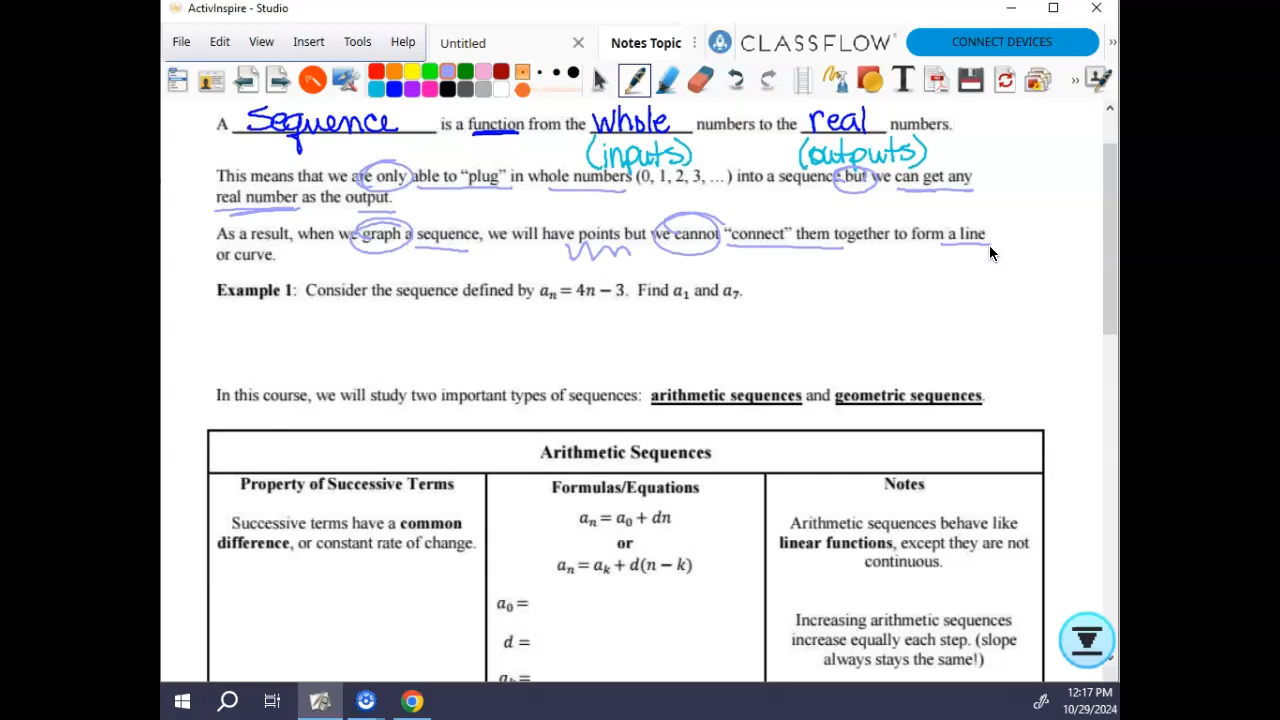 ActivInspire - Studio
File Edit View Insert Tools Help Untitled Notes Topic CLASSFLOW CONNECT DEVICES
A Sequence is a function from the whole numbers to the real numbers.
(inputs) (outputs)
This means that we are only able to “plug” in whole numbers (0, 1, 2, 3, …) into a sequence but we can get any
real number as the output.
As a result, when we graph a sequence, we will have points but we cannot “connect” them together to form a line
or curve.
Example 1: Consider the sequence defined by aₙ = 4n − 3. Find a₁ and a₇.
In this course, we will study two important types of sequences: arithmetic sequences and geometric sequences.
Arithmetic Sequences
Property of Successive Terms
Successive terms have a common
difference, or constant rate of change.
Formulas/Equations
aₙ = a₀ + dn
or
aₙ = aₖ + d(n − k)
a₀ =
d =
aₖ =
Notes
Arithmetic sequences behave like
linear functions, except they are not
continuous.
Increasing arithmetic sequences
increase equally each step. (slope
always stays the same!)
12:17 PM
10/29/2024